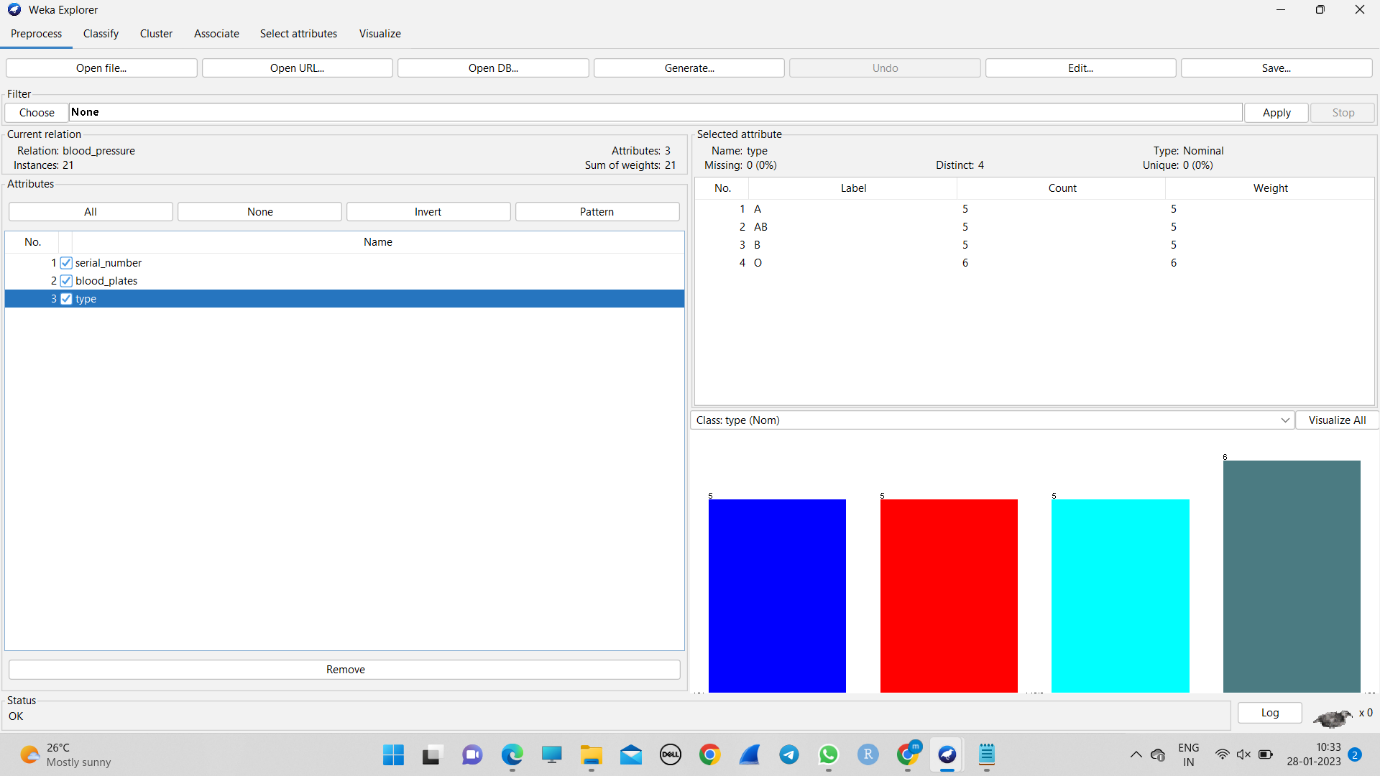 Weka Explorer
Preprocess Classify Cluster Associate Select attributes Visualize
Open file... Open URL... Open DB... Generate... Undo Edit... Save...
Filter
Choose None Apply Stop
Current relation
Relation: blood_pressure Attributes: 3
Instances: 21 Sum of weights: 21
Attributes
All None Invert Pattern
No. Name
1 serial_number
2 blood_plates
3 type
Remove
Selected attribute
Name: type Type: Nominal
Missing: 0 (0%) Distinct: 4 Unique: 0 (0%)
No. Label Count Weight
1 A 5 5
2 AB 5 5
3 B 5 5
4 O 6 6
Class: type (Nom) Visualize All
5 5 5 6
Status
OK
Log x 0
26°C
Mostly sunny
DELL
R
m
ENG
IN
10:33
28-01-2023
2